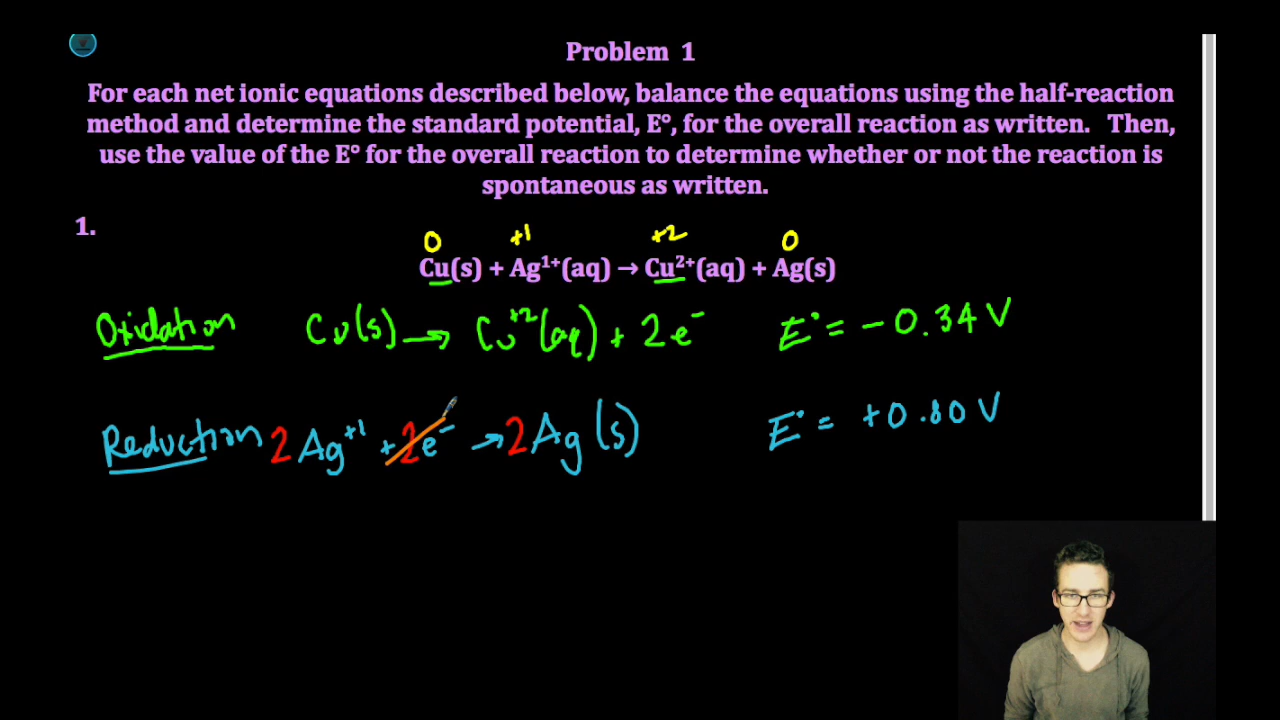 Problem 1
For each net ionic equations described below, balance the equations using the half-reaction
method and determine the standard potential, E°, for the overall reaction as written. Then,
use the value of the E° for the overall reaction to determine whether or not the reaction is
spontaneous as written.
1.
0 +1 +2 0
Cu(s) + Ag¹⁺(aq) → Cu²⁺(aq) + Ag(s)
Oxidation Cu(s) → Cu⁺²(aq) + 2e⁻ E° = -0.34 V
Reduction 2Ag⁺¹ + 2e⁻ → 2Ag(s) E° = +0.80 V